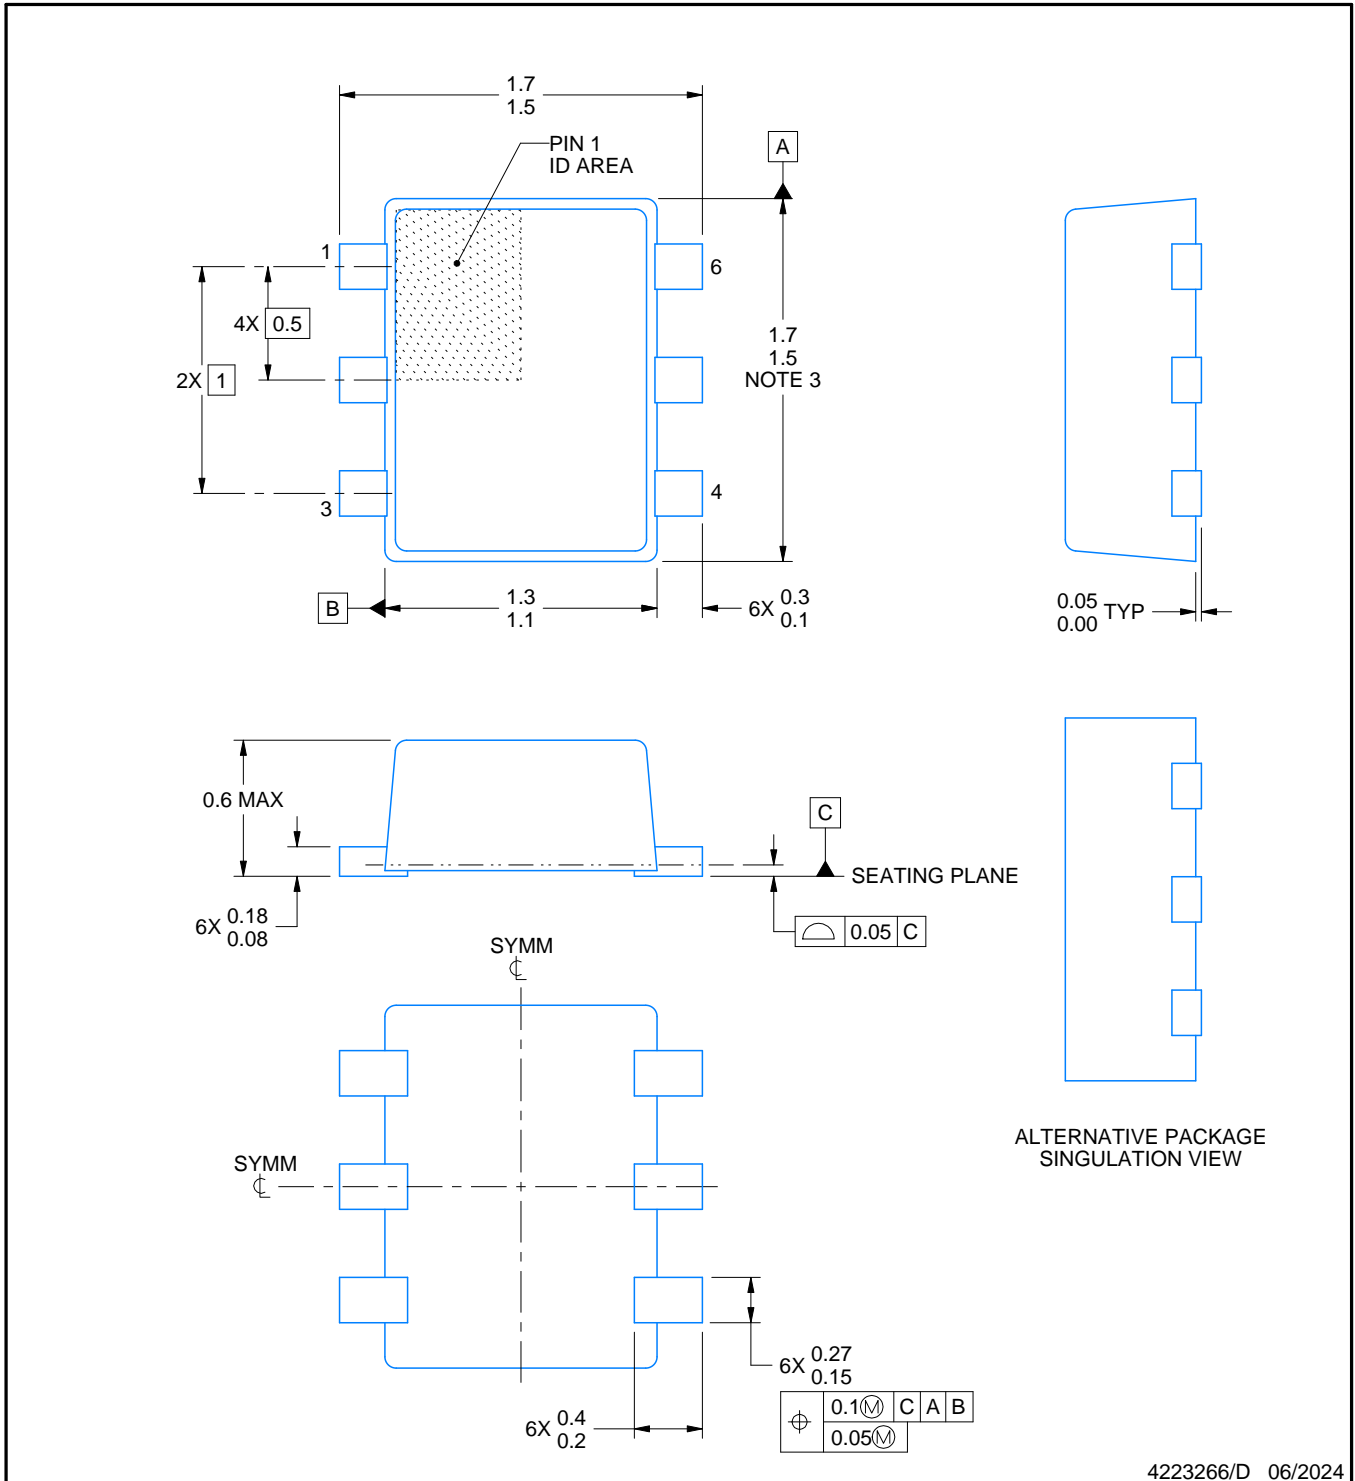 1.7
1.5
PIN 1
ID AREA
A
1
6
4X 0.5
2X 1
1.7
1.5
NOTE 3
3
4
B
1.3
1.1
6X 0.3
0.1
0.05
0.00 TYP
0.6 MAX
C
SEATING PLANE
6X 0.18
0.08
0.05 C
SYMM
SYMM
ALTERNATIVE PACKAGE
SINGULATION VIEW
6X 0.27
0.15
0.1Ⓜ C A B
0.05Ⓜ
6X 0.4
0.2
4223266/D 06/2024